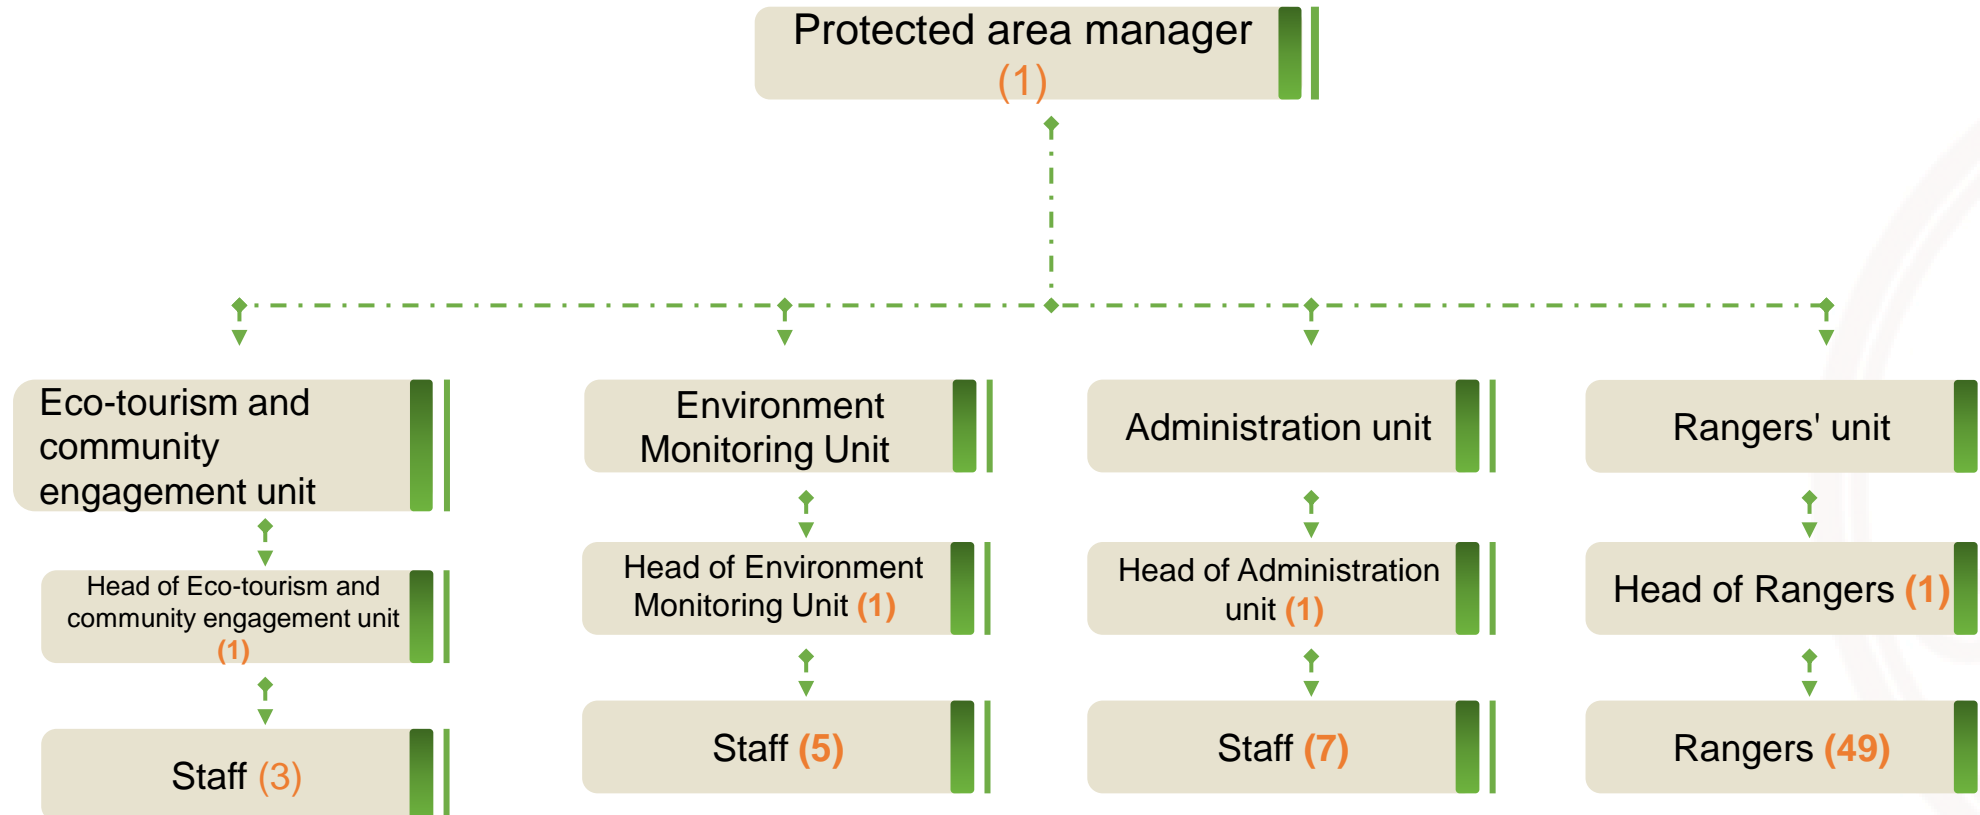 Protected area manager
(1)
Eco-tourism and
community
engagement unit
Environment
Monitoring Unit
Administration unit
Rangers' unit
Head of Eco-tourism and
community engagement unit
(1)
Head of Environment
Monitoring Unit (1)
Head of Administration
unit (1)
Head of Rangers (1)
Staff (3)
Staff (5)
Staff (7)
Rangers (49)